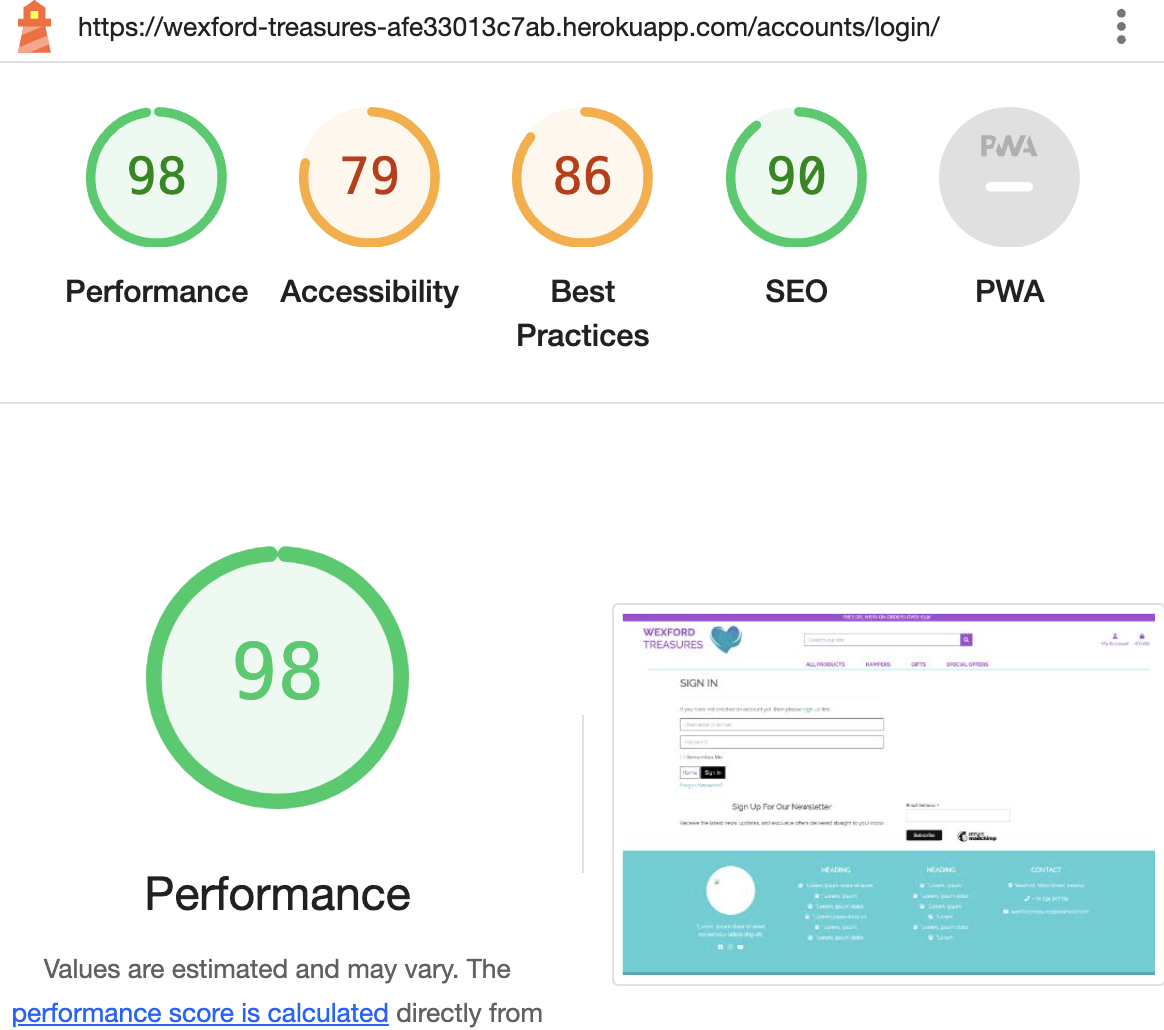 https://wexford-treasures-afe33013c7ab.herokuapp.com/accounts/login/
98
79
86
90
PWA
Performance
Accessibility
Best
Practices
SEO
PWA
98
Performance
Values are estimated and may vary. The
performance score is calculated directly from
WEXFORD
TREASURES
Search our site
My Account
€0.00
ALL PRODUCTS
HAMPERS
GIFTS
SPECIAL OFFERS
SIGN IN
If you have not created an account yet, then please sign up first.
Username or e-mail
Password
Remember Me
Home
Sign In
Forgot Password?
Sign Up For Our Newsletter
Receive the latest news, updates, and exclusive offers delivered straight to your inbox
Email Address *
Subscribe
mailchimp
HEADING
HEADING
CONTACT